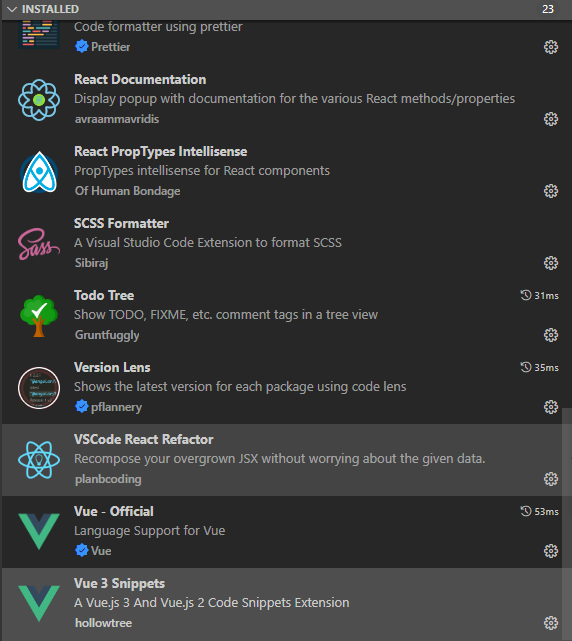 INSTALLED 23
Code formatter using prettier
Prettier
React Documentation
Display popup with documentation for the various React methods/properties
avraammavridis
React PropTypes Intellisense
PropTypes intellisense for React components
Of Human Bondage
SCSS Formatter
A Visual Studio Code Extension to format SCSS
Sibiraj
Todo Tree 31ms
Show TODO, FIXME, etc. comment tags in a tree view
Gruntfuggly
Version Lens 35ms
Shows the latest version for each package using code lens
pflannery
VSCode React Refactor
Recompose your overgrown JSX without worrying about the given data.
planbcoding
Vue - Official 53ms
Language Support for Vue
Vue
Vue 3 Snippets
A Vue.js 3 And Vue.js 2 Code Snippets Extension
hollowtree